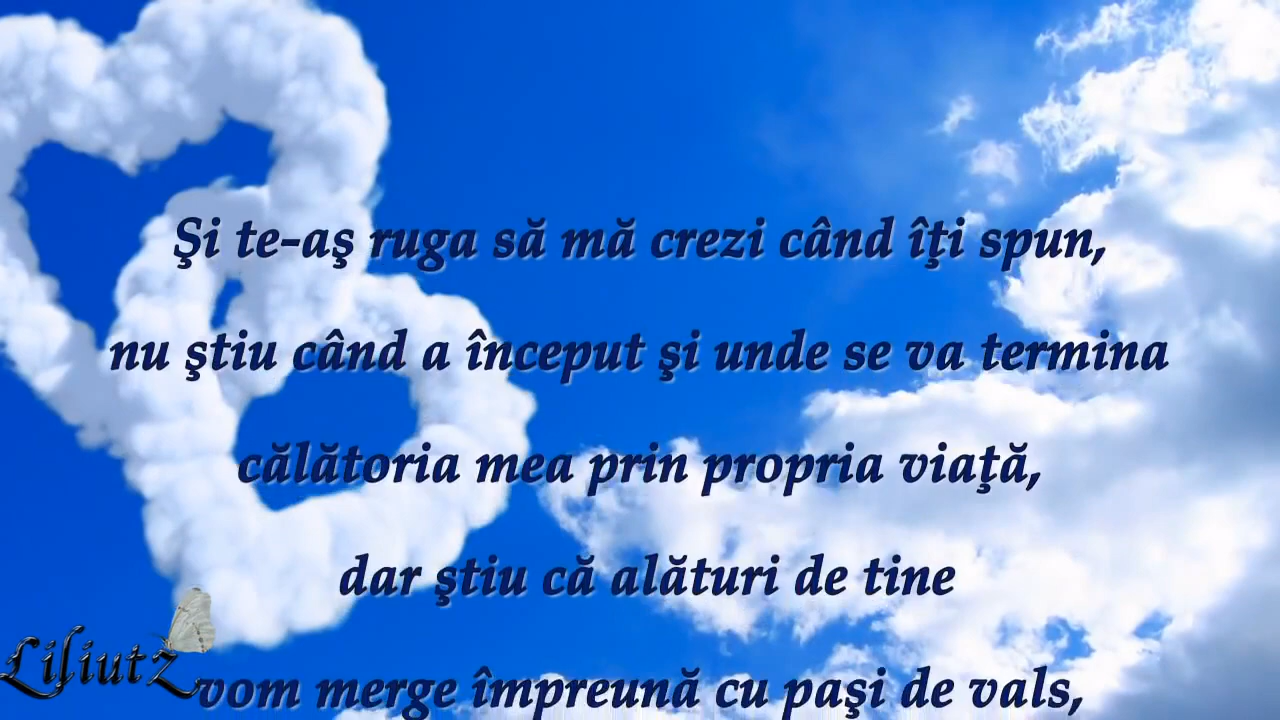 Şi te-aş ruga să mă crezi când îţi spun,
nu ştiu când a început şi unde se va termina
călătoria mea prin propria viaţă,
dar ştiu că alături de tine
vom merge împreună cu paşi de vals,
Liliutz